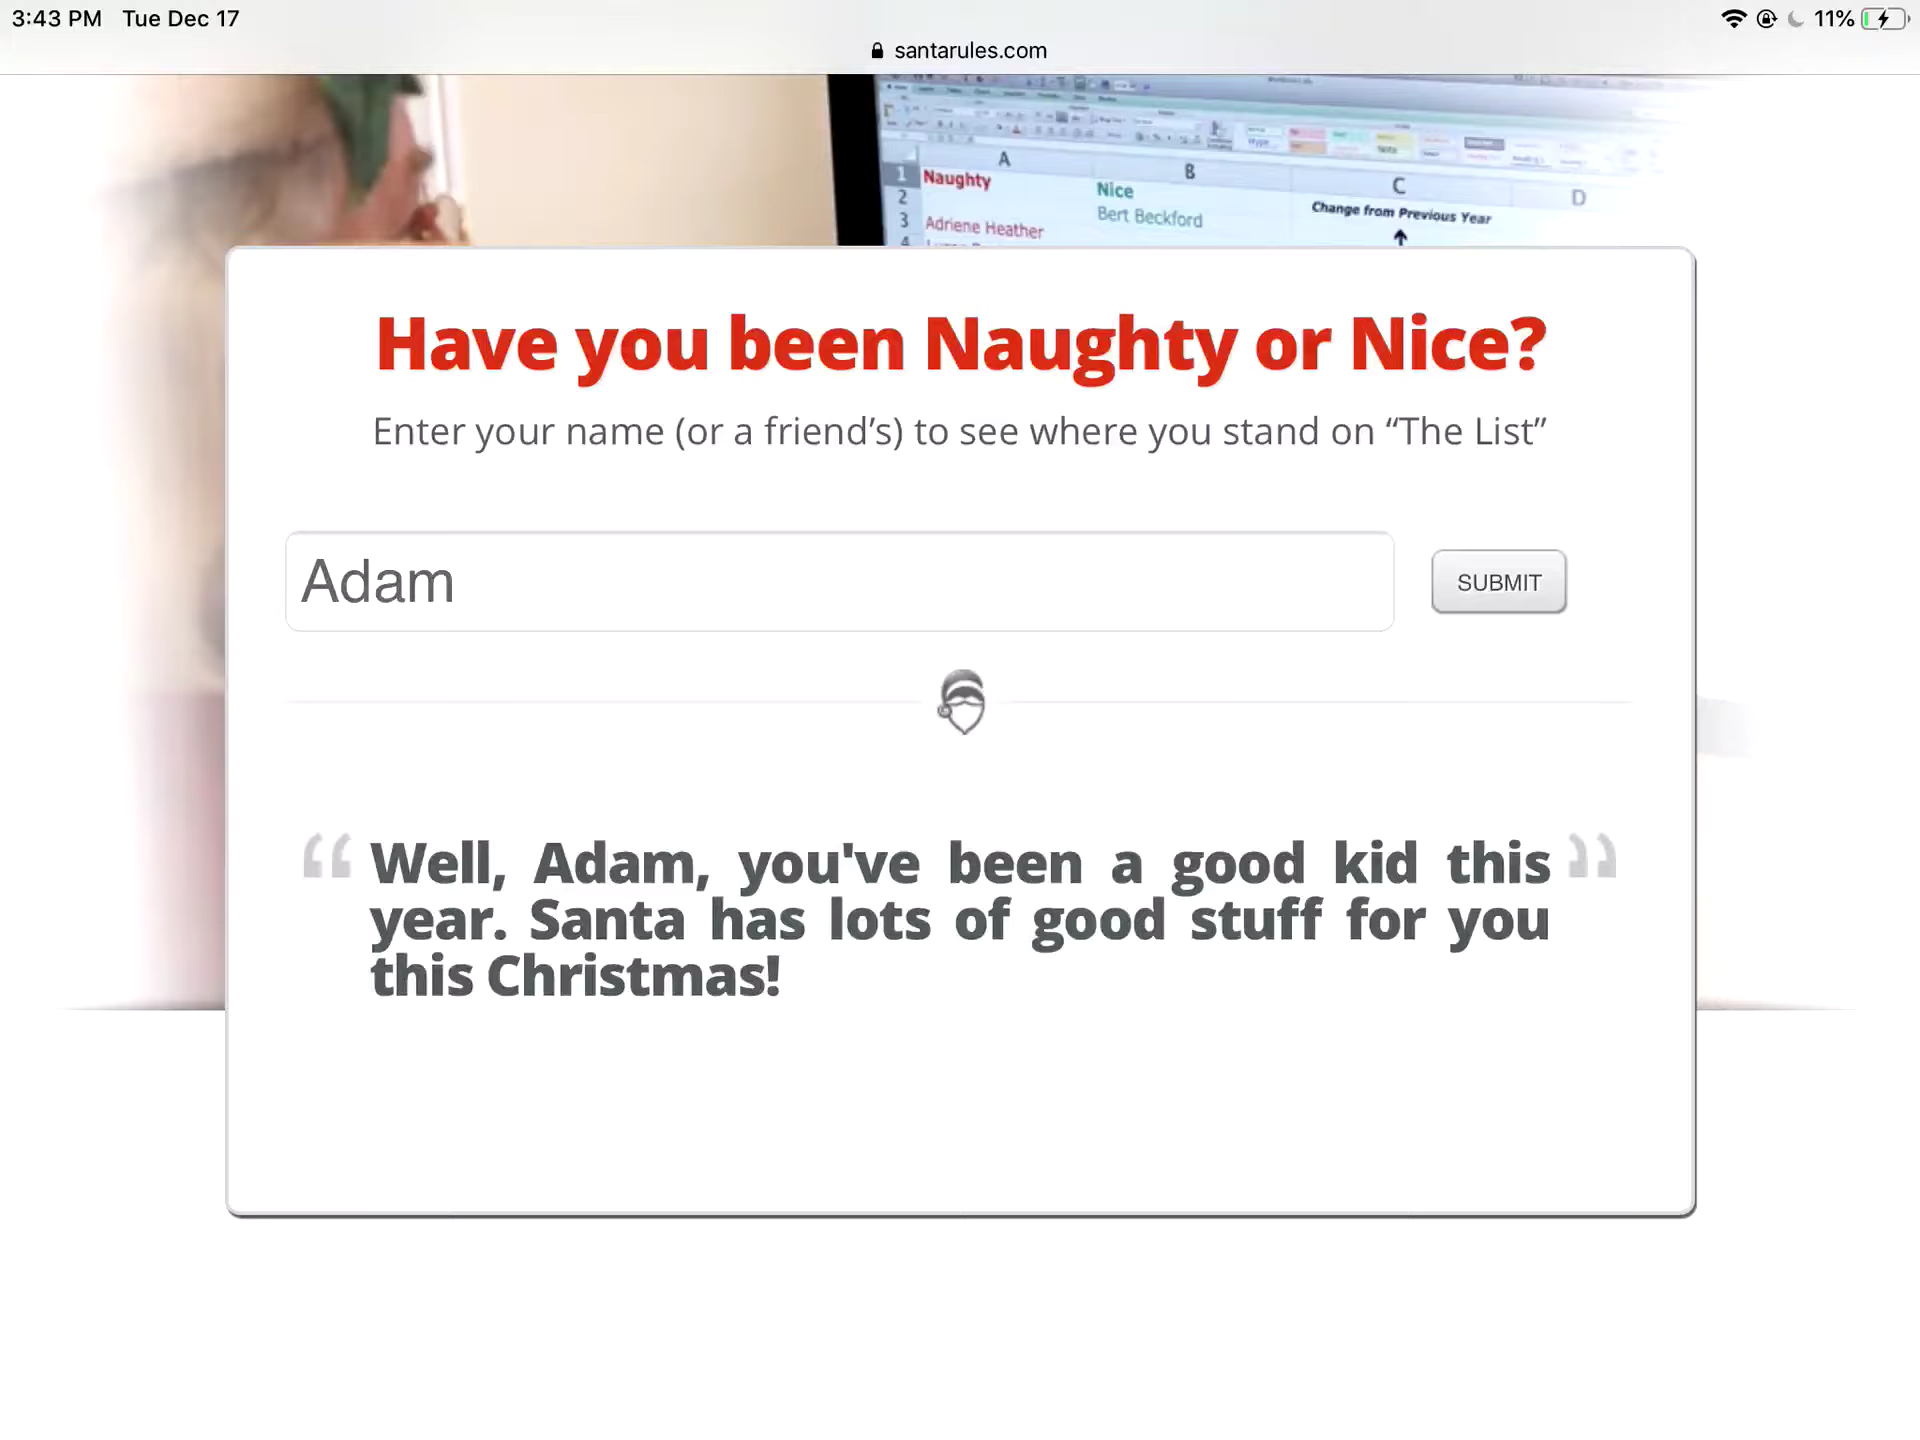 3:43 PM Tue Dec 17
11%
santarules.com
A B C D
1 Naughty Nice Change from Previous Year
2 Bert Beckford
3 Adriene Heather
4
Have you been Naughty or Nice?
Enter your name (or a friend’s) to see where you stand on “The List”
Adam
SUBMIT
“ Well, Adam, you've been a good kid this ”
year. Santa has lots of good stuff for you
this Christmas!